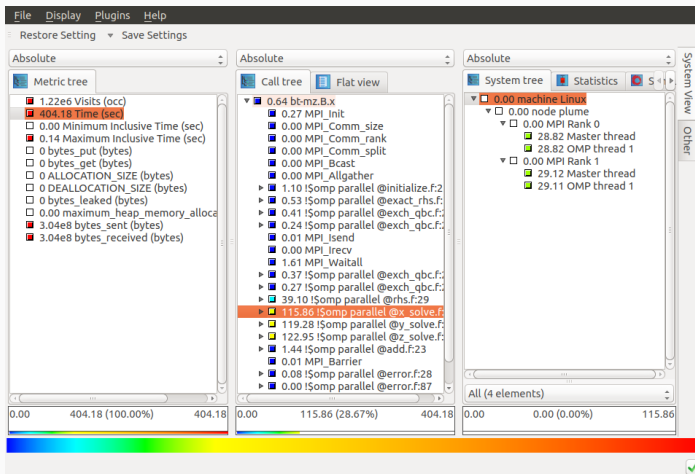 File Display Plugins Help
Restore Setting Save Settings
Absolute
Metric tree
1.22e6 Visits (occ)
404.18 Time (sec)
0.00 Minimum Inclusive Time (sec)
0.14 Maximum Inclusive Time (sec)
0 bytes_put (bytes)
0 bytes_get (bytes)
0 ALLOCATION_SIZE (bytes)
0 DEALLOCATION_SIZE (bytes)
0 bytes_leaked (bytes)
0.00 maximum_heap_memory_alloca
3.04e8 bytes_sent (bytes)
3.04e8 bytes_received (bytes)
0.00 404.18 (100.00%) 404.18
Absolute
Call tree Flat view
0.64 bt-mz.B.x
0.27 MPI_Init
0.00 MPI_Comm_size
0.00 MPI_Comm_rank
0.00 MPI_Comm_split
0.00 MPI_Bcast
0.00 MPI_Allgather
1.10 !$omp parallel @initialize.f:2
0.53 !$omp parallel @exact_rhs.f:
0.41 !$omp parallel @exch_qbc.f:
0.24 !$omp parallel @exch_qbc.f:
0.01 MPI_Isend
0.00 MPI_Irecv
1.61 MPI_Waitall
0.37 !$omp parallel @exch_qbc.f:
0.27 !$omp parallel @exch_qbc.f:
39.10 !$omp parallel @rhs.f:29
115.86 !$omp parallel @x_solve.f:
119.28 !$omp parallel @y_solve.f:
122.95 !$omp parallel @z_solve.f:
1.44 !$omp parallel @add.f:23
0.01 MPI_Barrier
0.08 !$omp parallel @error.f:28
0.00 !$omp parallel @error.f:87
0.00 115.86 (28.67%) 404.18
Absolute
System tree Statistics S
0.00 machine Linux
0.00 node plume
0.00 MPI Rank 0
28.82 Master thread
28.82 OMP thread 1
0.00 MPI Rank 1
29.12 Master thread
29.11 OMP thread 1
All (4 elements)
0.00 0.00 (0.00%) 115.86
System View
Other